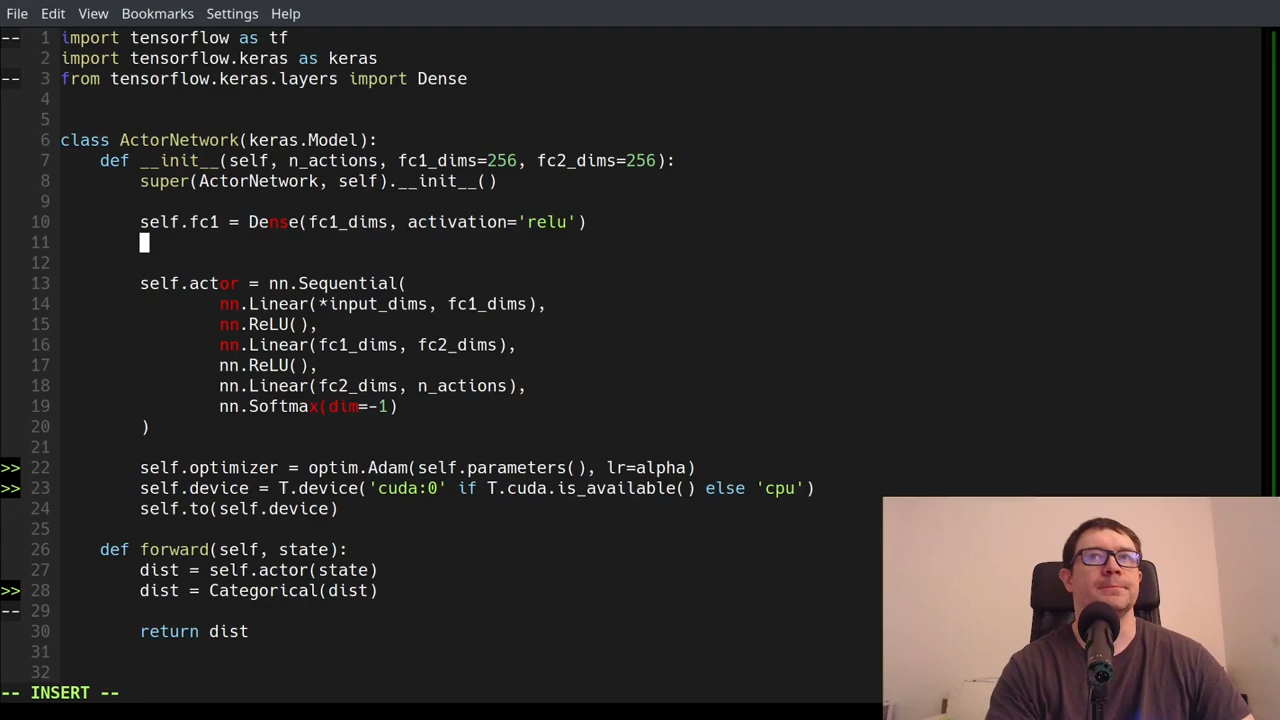 File Edit View Bookmarks Settings Help
-- 1 import tensorflow as tf
2 import tensorflow.keras as keras
-- 3 from tensorflow.keras.layers import Dense
4
5
6 class ActorNetwork(keras.Model):
7 def __init__(self, n_actions, fc1_dims=256, fc2_dims=256):
8 super(ActorNetwork, self).__init__()
9
10 self.fc1 = Dense(fc1_dims, activation='relu')
11
12
13 self.actor = nn.Sequential(
14 nn.Linear(*input_dims, fc1_dims),
15 nn.ReLU(),
16 nn.Linear(fc1_dims, fc2_dims),
17 nn.ReLU(),
18 nn.Linear(fc2_dims, n_actions),
19 nn.Softmax(dim=-1)
20 )
21
>> 22 self.optimizer = optim.Adam(self.parameters(), lr=alpha)
>> 23 self.device = T.device('cuda:0' if T.cuda.is_available() else 'cpu')
24 self.to(self.device)
25
26 def forward(self, state):
27 dist = self.actor(state)
>> 28 dist = Categorical(dist)
-- 29
30 return dist
31
32
-- INSERT --